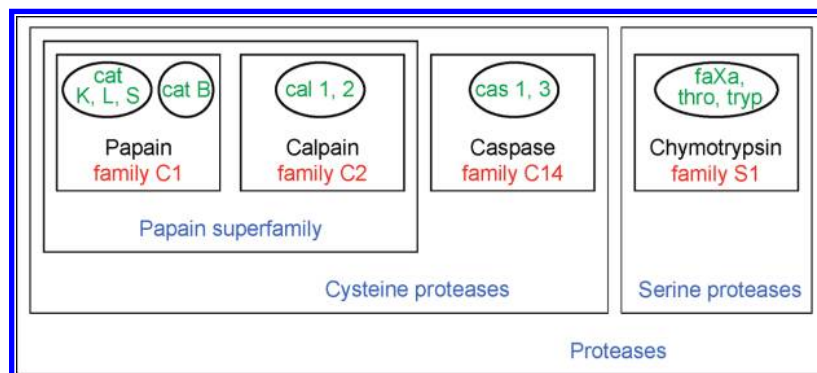 cat
K, L, S
cat B
Papain
family C1
cal 1, 2
Calpain
family C2
cas 1, 3
Caspase
family C14
faXa,
thro, tryp
Chymotrypsin
family S1
Papain superfamily
Cysteine proteases
Serine proteases
Proteases